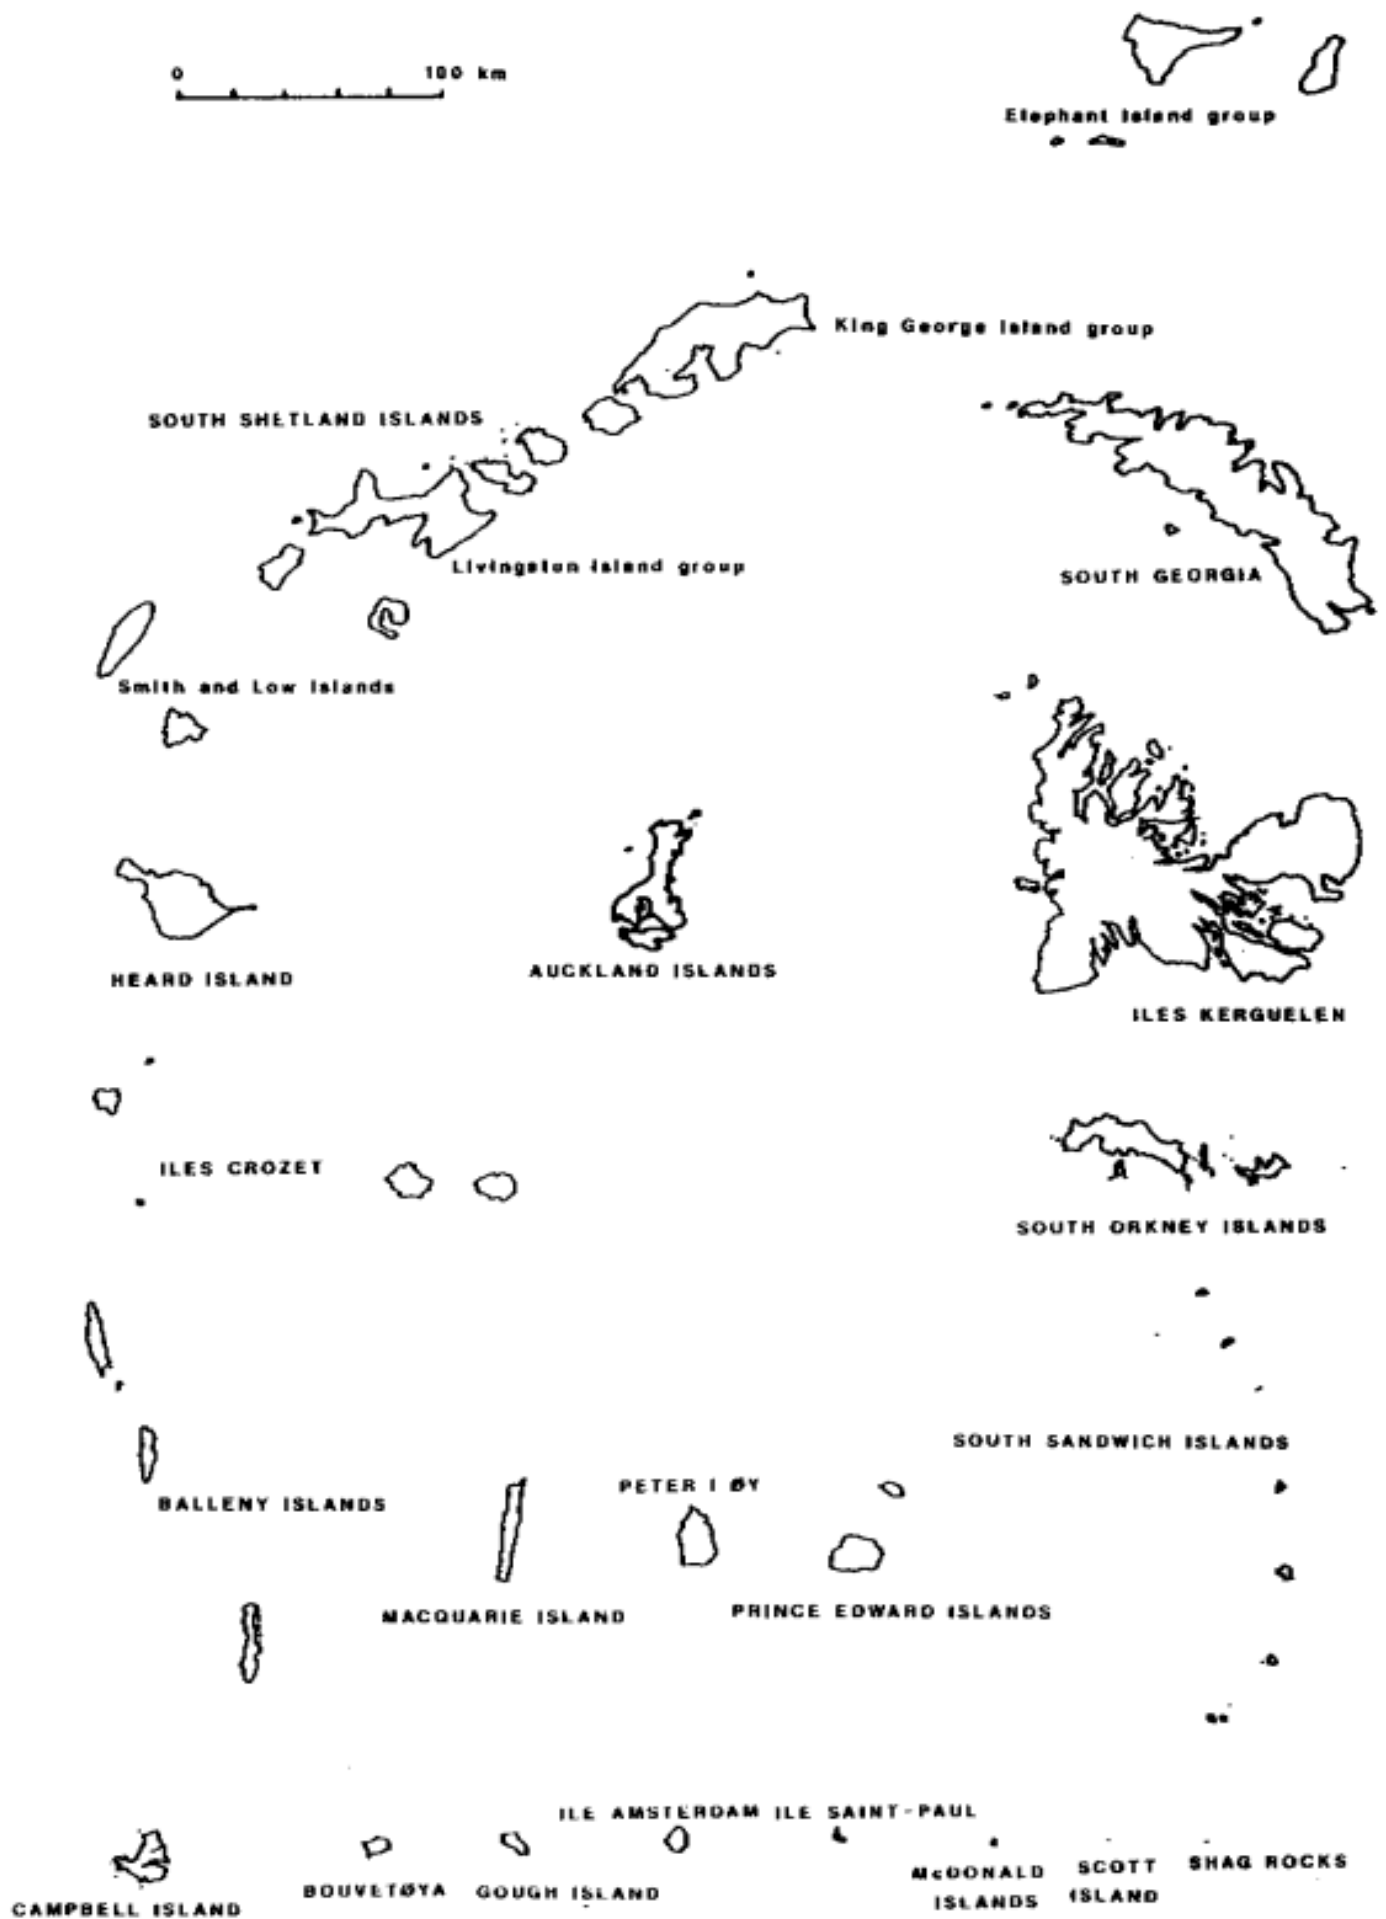 0 100 km
Elephant Island group
King George Island group
SOUTH SHETLAND ISLANDS
Livingston Island group
SOUTH GEORGIA
Smith and Low Islands
HEARD ISLAND
AUCKLAND ISLANDS
ILES KERGUELEN
ILES CROZET
SOUTH ORKNEY ISLANDS
SOUTH SANDWICH ISLANDS
BALLENY ISLANDS
PETER I ØY
MACQUARIE ISLAND
PRINCE EDWARD ISLANDS
ILE AMSTERDAM ILE SAINT-PAUL
CAMPBELL ISLAND
BOUVETØYA
GOUGH ISLAND
McDONALD
ISLANDS
SCOTT
ISLAND
SHAG ROCKS